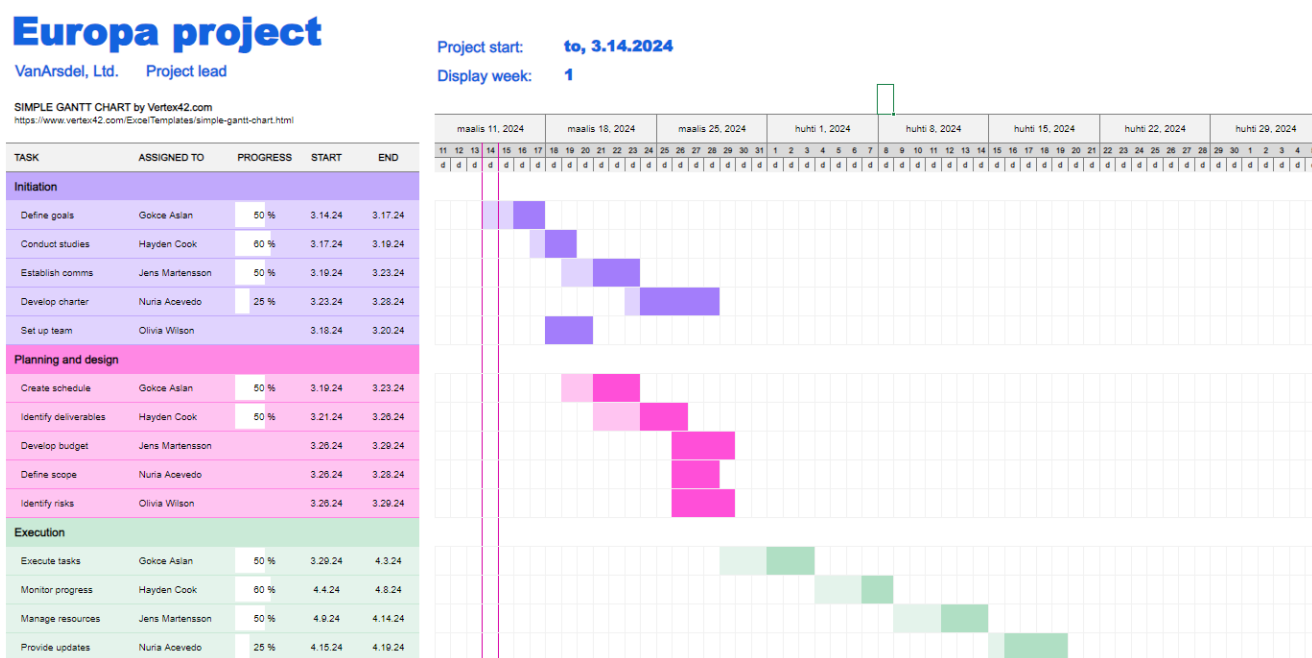 Europa project
VanArsdel, Ltd. Project lead
Project start: to, 3.14.2024
Display week: 1
SIMPLE GANTT CHART by Vertex42.com
https://www.vertex42.com/ExcelTemplates/simple-gantt-chart.html
maalis 11, 2024 maalis 18, 2024 maalis 25, 2024 huhti 1, 2024 huhti 8, 2024 huhti 15, 2024 huhti 22, 2024 huhti 29, 2024
11 12 13 14 15 16 17 18 19 20 21 22 23 24 25 26 27 28 29 30 31 1 2 3 4 5 6 7 8 9 10 11 12 13 14 15 16 17 18 19 20 21 22 23 24 25 26 27 28 29 30 1 2 3 4
TASK ASSIGNED TO PROGRESS START END
d d d d d d d d d d d d d d d d d d d d d d d d d d d d d d d d d d d d d d d d d d d d d d d d d d d d d d d
Initiation
Define goals Gokce Aslan 50 % 3.14.24 3.17.24
Conduct studies Hayden Cook 60 % 3.17.24 3.19.24
Establish comms Jens Martensson 50 % 3.19.24 3.23.24
Develop charter Nuria Acevedo 25 % 3.23.24 3.28.24
Set up team Olivia Wilson 3.18.24 3.20.24
Planning and design
Create schedule Gokce Aslan 50 % 3.19.24 3.23.24
Identify deliverables Hayden Cook 50 % 3.21.24 3.26.24
Develop budget Jens Martensson 3.26.24 3.29.24
Define scope Nuria Acevedo 3.26.24 3.28.24
Identify risks Olivia Wilson 3.26.24 3.29.24
Execution
Execute tasks Gokce Aslan 50 % 3.29.24 4.3.24
Monitor progress Hayden Cook 60 % 4.4.24 4.8.24
Manage resources Jens Martensson 50 % 4.9.24 4.14.24
Provide updates Nuria Acevedo 25 % 4.15.24 4.19.24